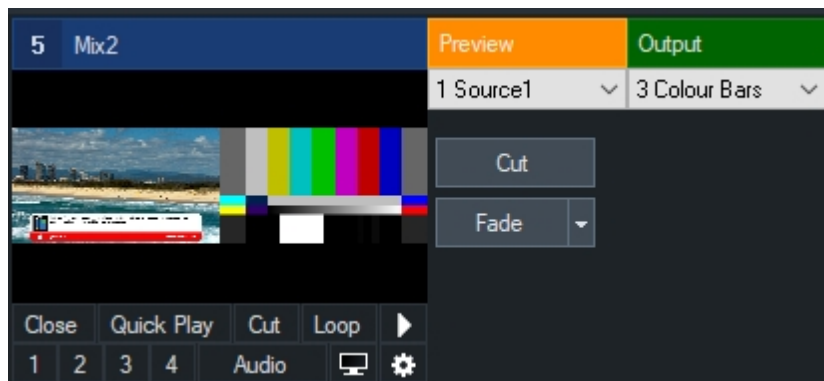 5 Mix2
Preview
Output
1 Source1
3 Colour Bars
Cut
Fade
Close Quick Play Cut Loop
1 2 3 4 Audio